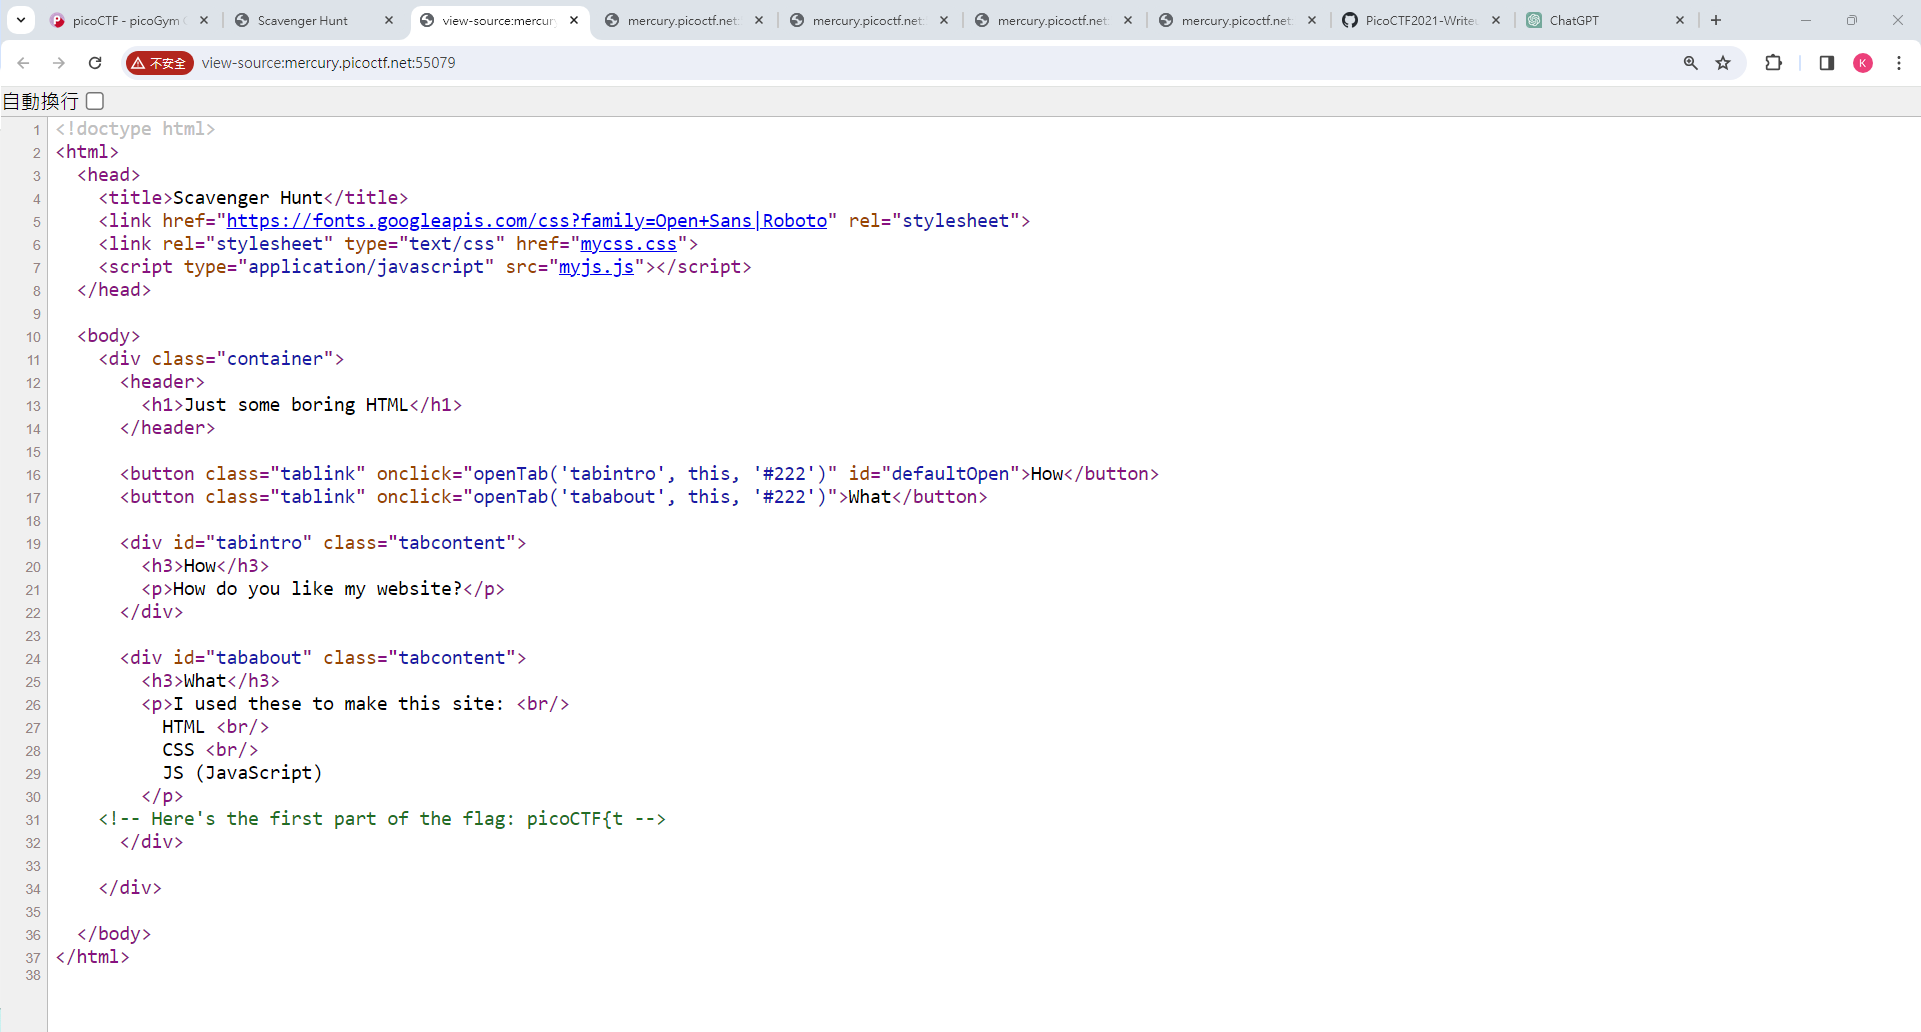 picoCTF - picoGym
Scavenger Hunt
view-source:mercury
mercury.picoctf.net:
mercury.picoctf.net:
mercury.picoctf.net:
mercury.picoctf.net:
PicoCTF2021-Writeu
ChatGPT
不安全
view-source:mercury.picoctf.net:55079
K
自動換行
1 <!doctype html>
2 <html>
3 <head>
4 <title>Scavenger Hunt</title>
5 <link href="https://fonts.googleapis.com/css?family=Open+Sans|Roboto" rel="stylesheet">
6 <link rel="stylesheet" type="text/css" href="mycss.css">
7 <script type="application/javascript" src="myjs.js"></script>
8 </head>
9
10 <body>
11 <div class="container">
12 <header>
13 <h1>Just some boring HTML</h1>
14 </header>
15
16 <button class="tablink" onclick="openTab('tabintro', this, '#222')" id="defaultOpen">How</button>
17 <button class="tablink" onclick="openTab('tababout', this, '#222')">What</button>
18
19 <div id="tabintro" class="tabcontent">
20 <h3>How</h3>
21 <p>How do you like my website?</p>
22 </div>
23
24 <div id="tababout" class="tabcontent">
25 <h3>What</h3>
26 <p>I used these to make this site: <br/>
27 HTML <br/>
28 CSS <br/>
29 JS (JavaScript)
30 </p>
31 <!-- Here's the first part of the flag: picoCTF{t -->
32 </div>
33
34 </div>
35
36 </body>
37 </html>
38